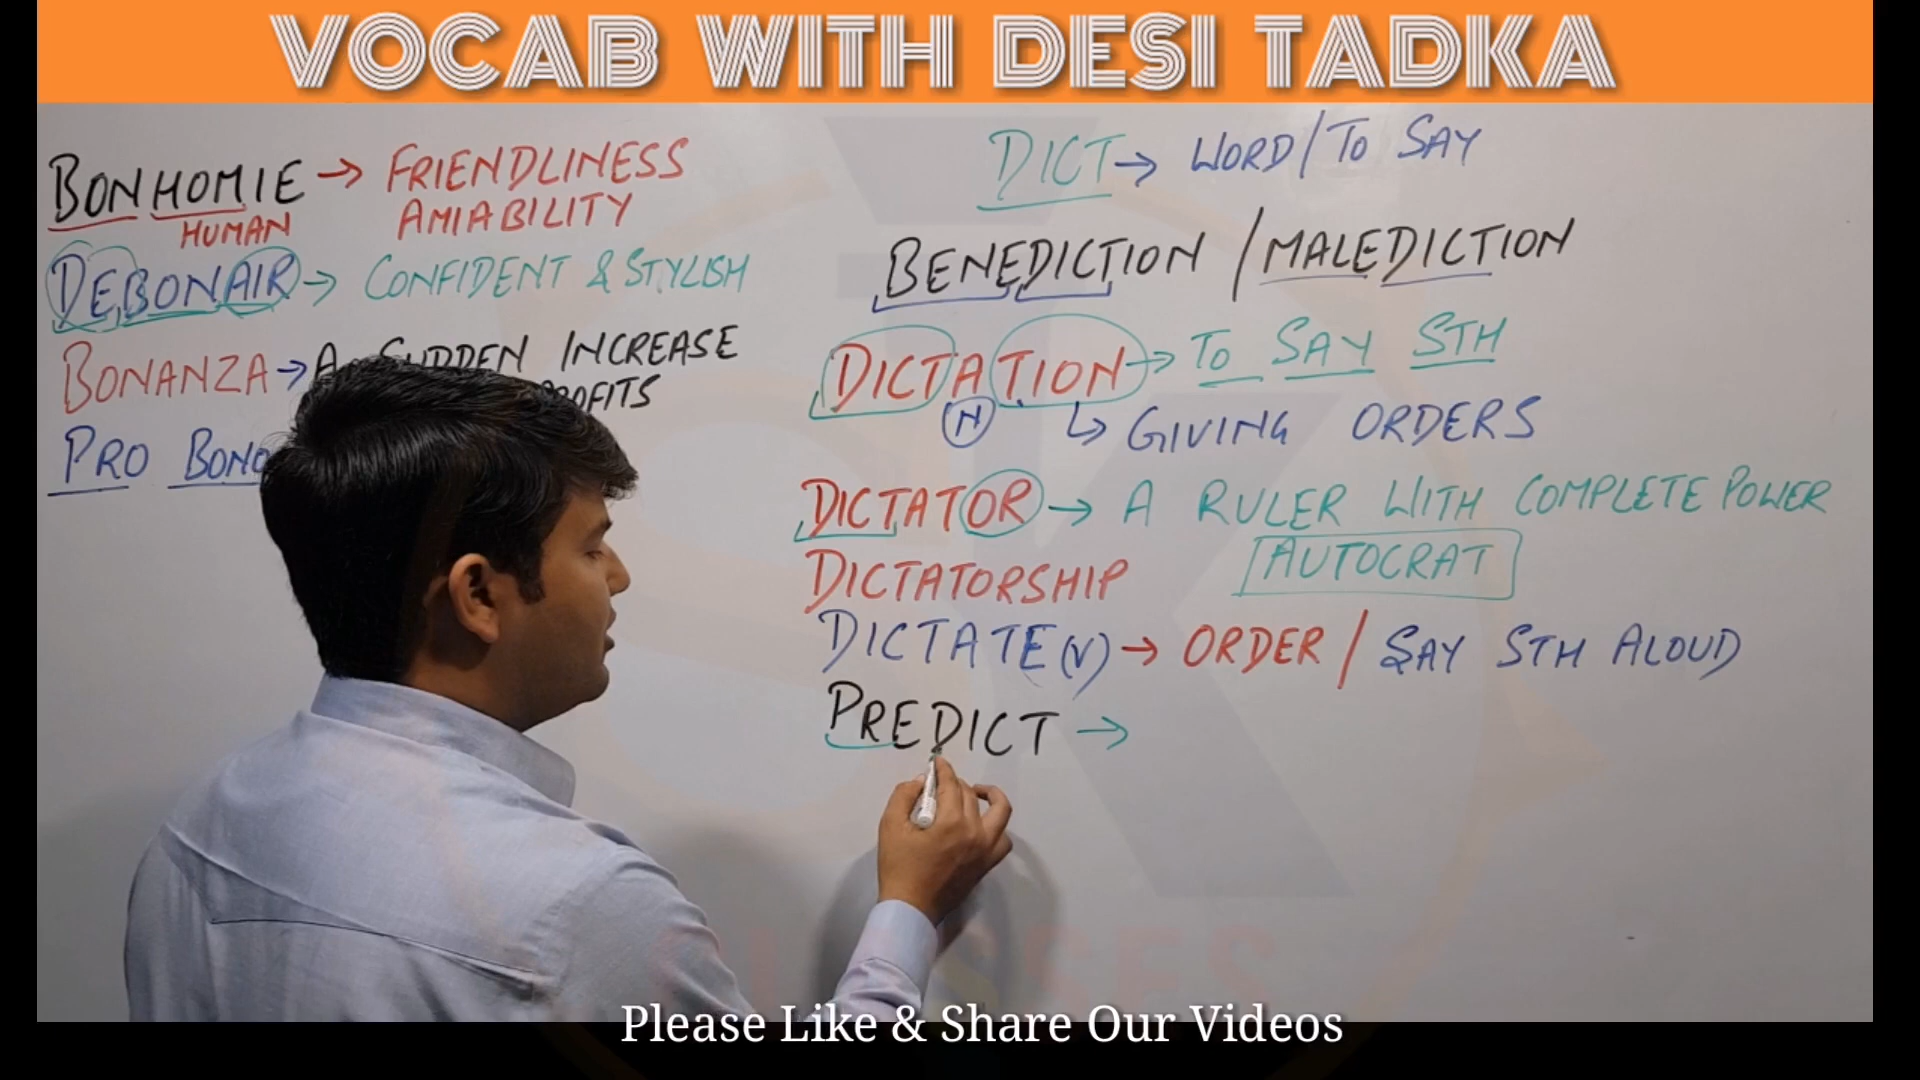 VOCAB WITH DESI TADKA
BONHOMIE → FRIENDLINESS
HUMAN AMIABILITY
DEBONAIR → CONFIDENT & STYLISH
BONANZA → A SUDDEN INCREASE
PROFITS
PRO BONO
DICT → WORD / TO SAY
BENEDICTION / MALEDICTION
DICTATION → TO SAY STH
N ↳ GIVING ORDERS
DICTATOR → A RULER WITH COMPLETE POWER
AUTOCRAT
DICTATORSHIP
DICTATE (V) → ORDER / SAY STH ALOUD
PREDICT →
Please Like & Share Our Videos